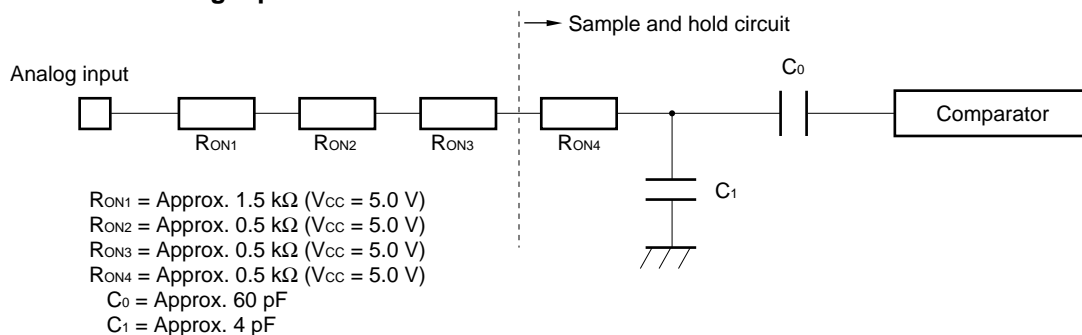 Sample and hold circuit
Analog input
C0
Comparator
RON1
RON2
RON3
RON4
C1
RON1 = Approx. 1.5 kΩ (VCC = 5.0 V)
RON2 = Approx. 0.5 kΩ (VCC = 5.0 V)
RON3 = Approx. 0.5 kΩ (VCC = 5.0 V)
RON4 = Approx. 0.5 kΩ (VCC = 5.0 V)
C0 = Approx. 60 pF
C1 = Approx. 4 pF